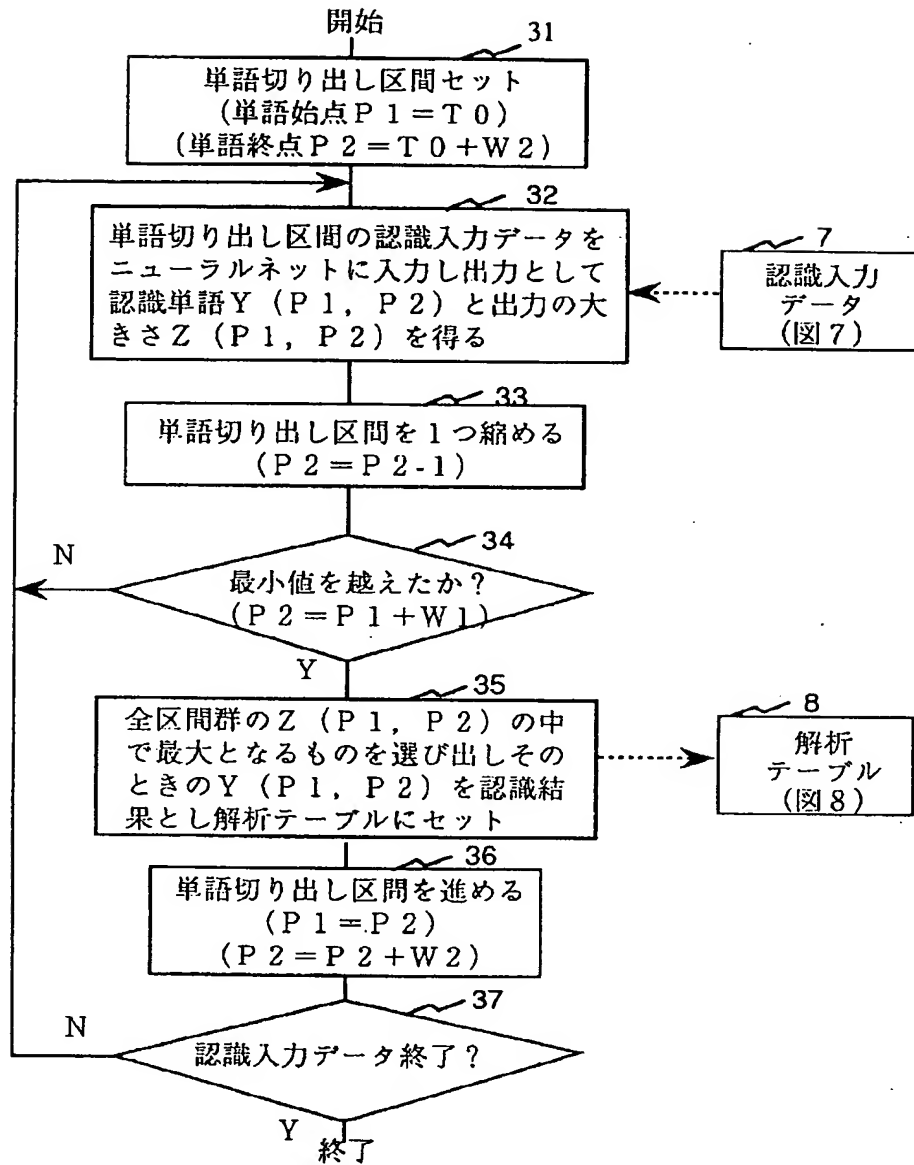 開始
31
単語切り出し区間セット
(単語始点P1=T0)
(単語終点P2=T0+W2)
32
単語切り出し区間の認識入力データを
ニューラルネットに入力し出力として
認識単語Y(P1, P2)と出力の大
きさZ(P1, P2)を得る
7
認識入力
データ
(図7)
33
単語切り出し区間を1つ縮める
(P2=P2-1)
34
N
最小値を越えたか?
(P2=P1+W1)
Y
35
全区間群のZ(P1, P2)の中
で最大となるものを選び出しその
ときのY(P1, P2)を認識結
果とし解析テーブルにセット
8
解析
テーブル
(図8)
36
単語切り出し区間を進める
(P1=P2)
(P2=P2+W2)
37
N
認識入力データ終了?
Y
終了